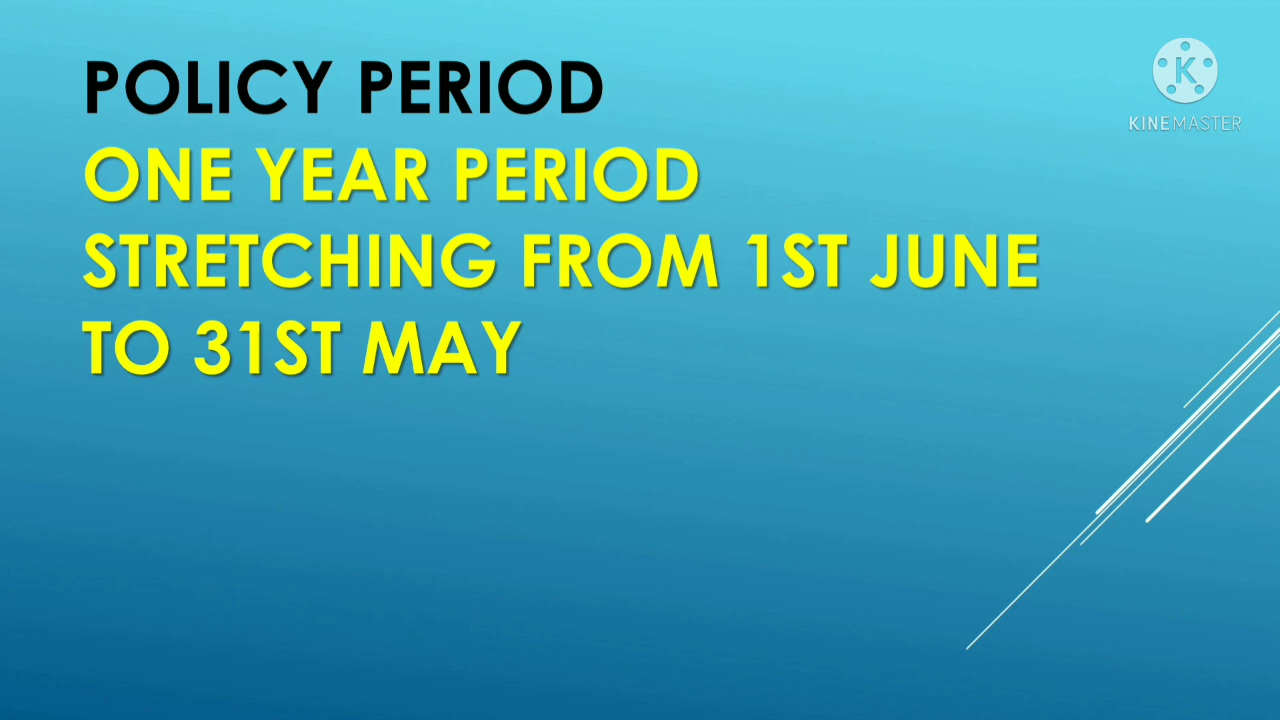 POLICY PERIOD
K
KINEMASTER
ONE YEAR PERIOD
STRETCHING FROM 1ST JUNE
TO 31ST MAY